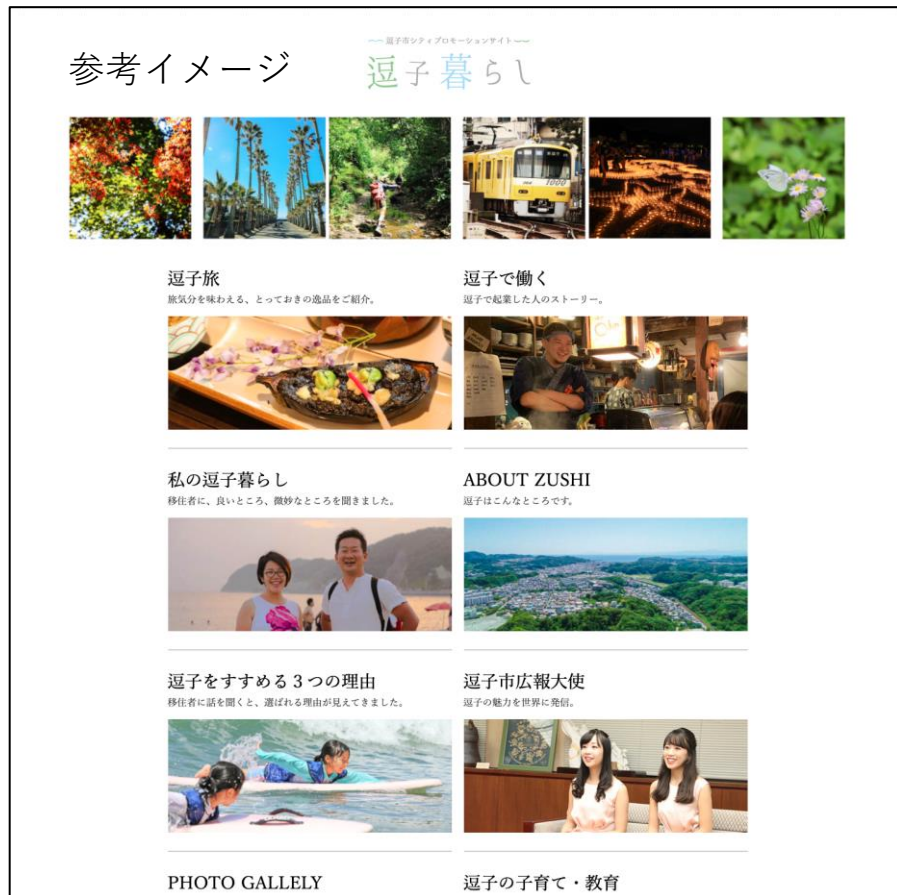 参考イメージ
逗子市シティプロモーションサイト
逗子暮らし
1000
逗子旅
旅気分を味わえる、とっておきの逸品をご紹介。
逗子で働く
逗子で起業した人のストーリー。
私の逗子暮らし
移住者に、良いところ、微妙なところを聞きました。
ABOUT ZUSHI
逗子はこんなところです。
逗子をすすめる3つの理由
移住者に話を聞くと、選ばれる理由が見えてきました。
逗子市広報大使
逗子の魅力を世界に発信。
PHOTO GALLELY
逗子の子育て・教育